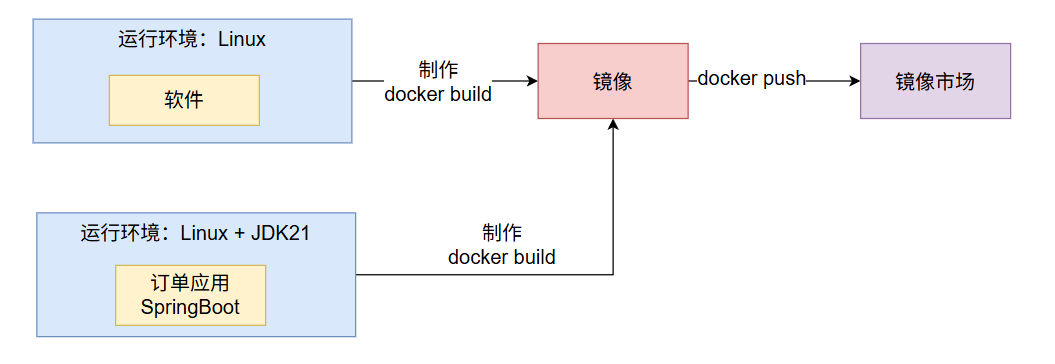 运行环境：Linux
软件
制作
docker build
镜像
docker push
镜像市场
运行环境：Linux + JDK21
订单应用
SpringBoot
制作
docker build